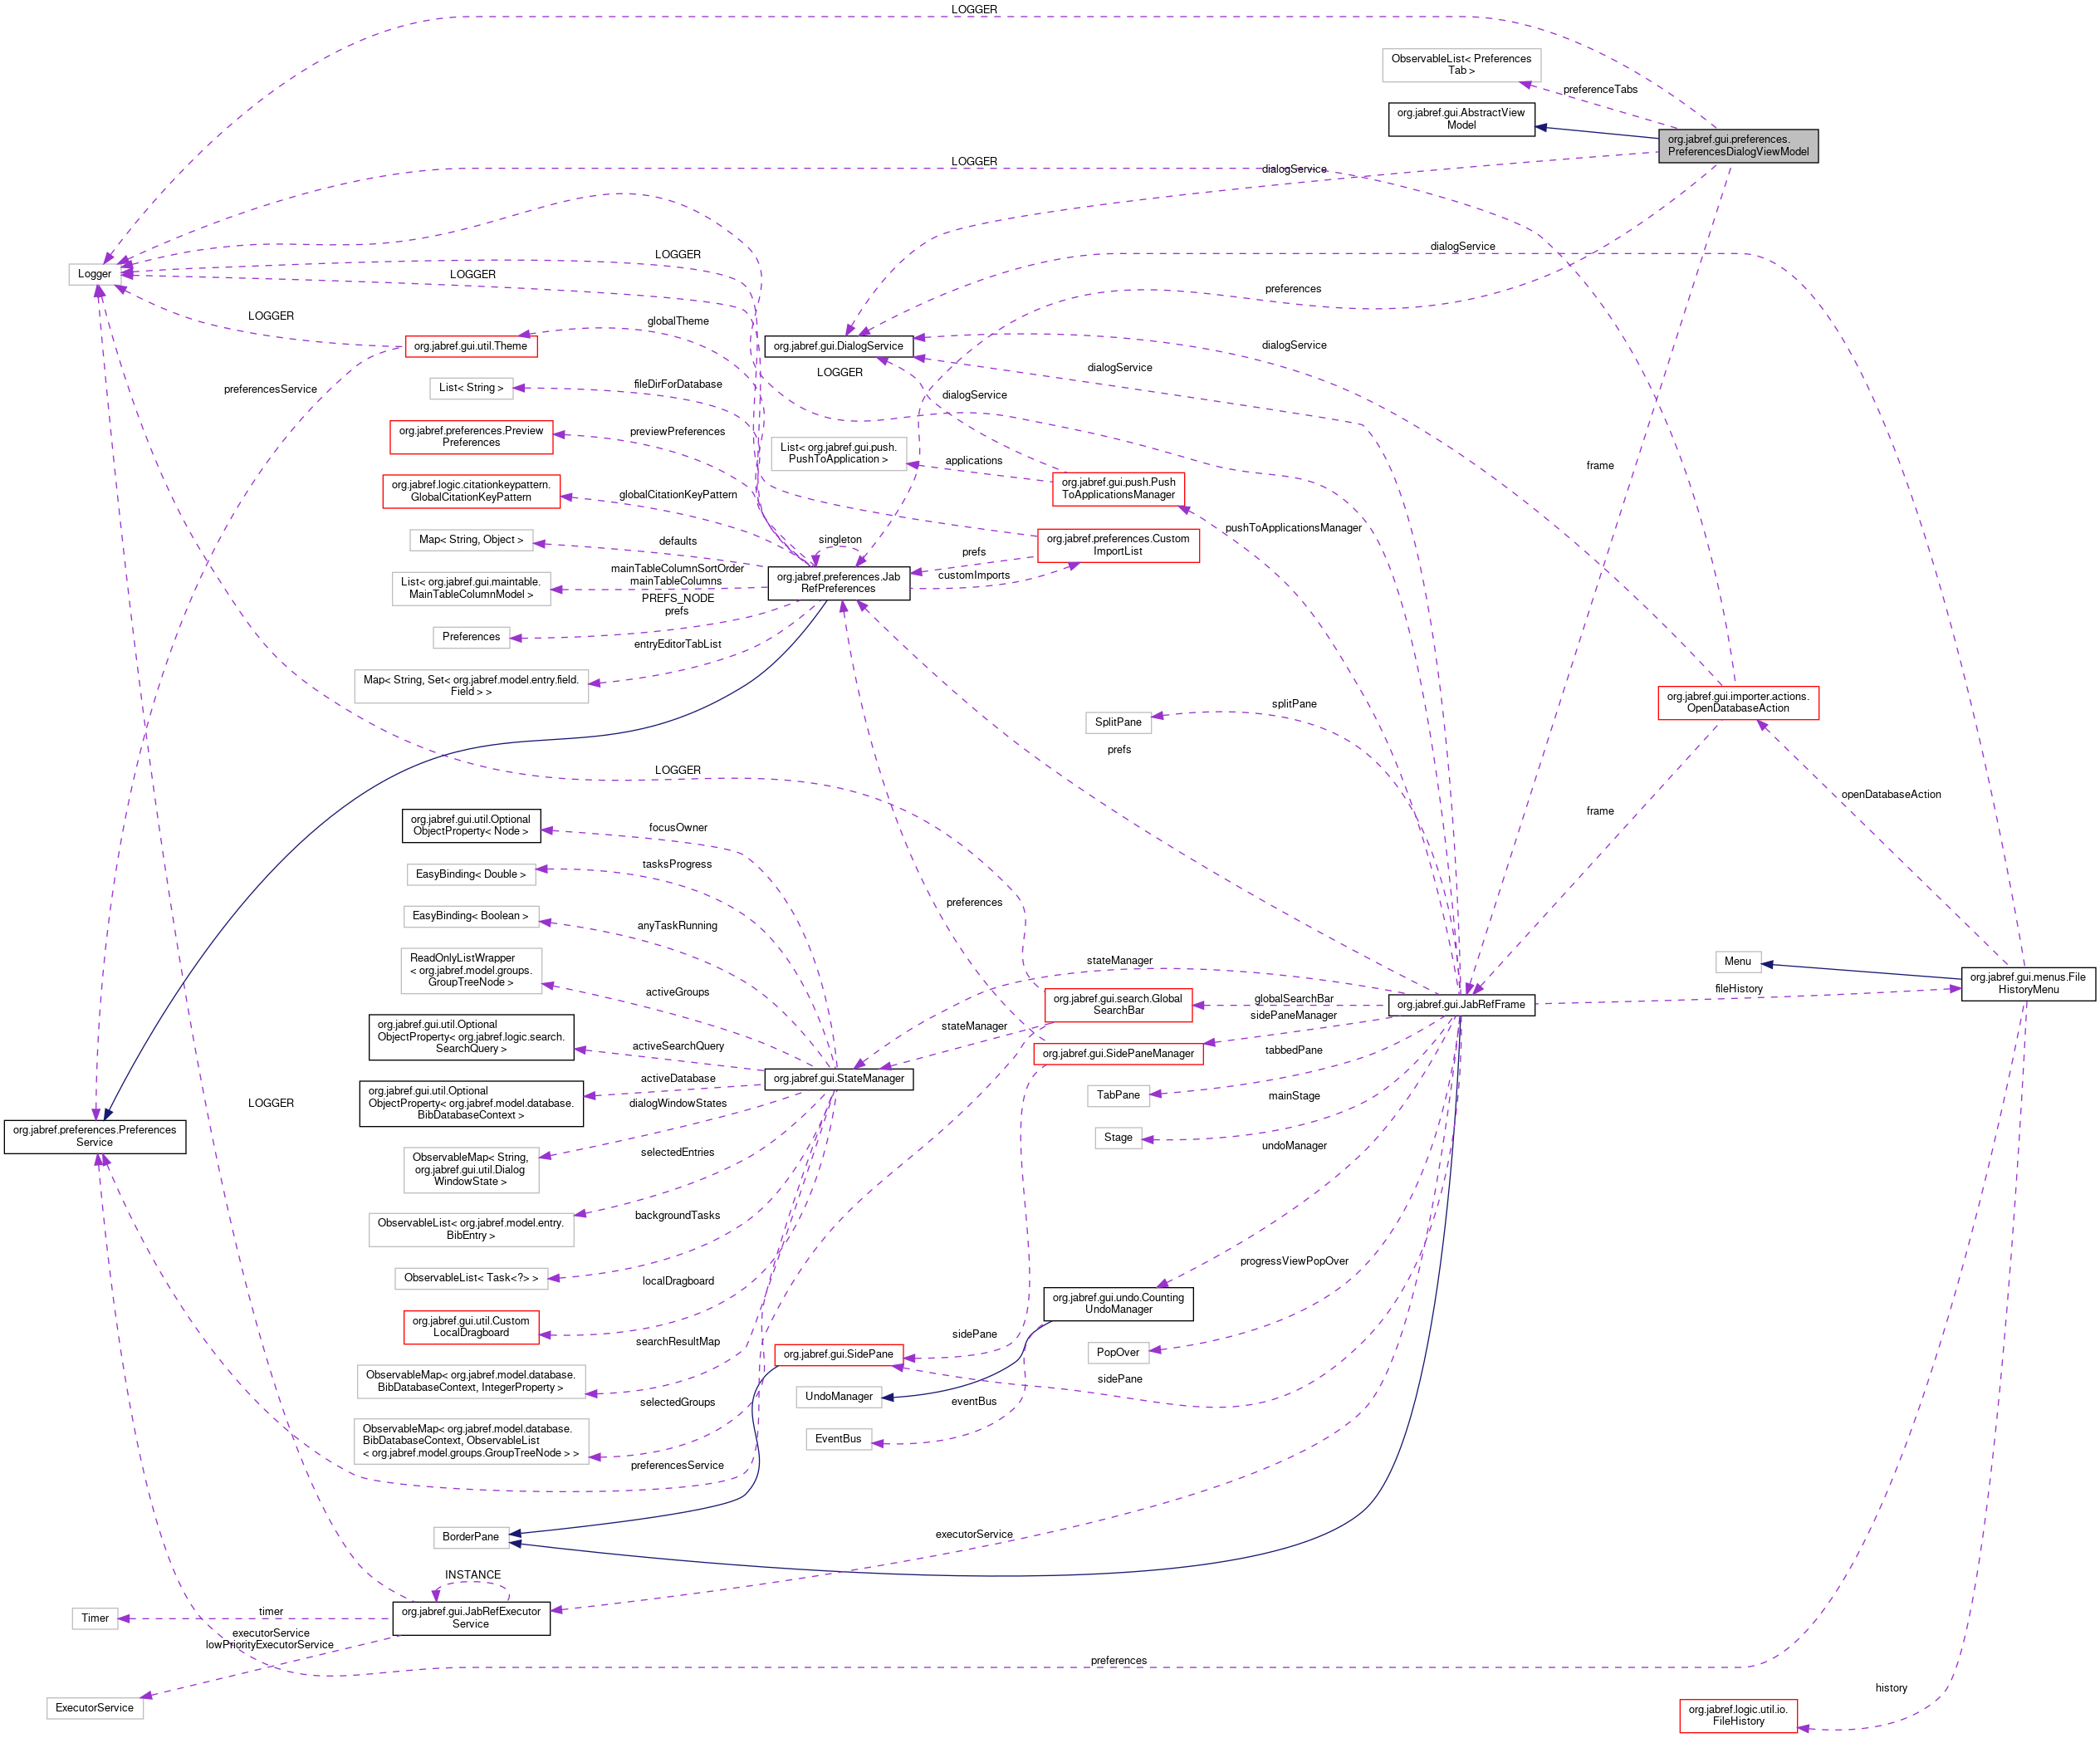 LOGGER
ObservableList< Preferences
Tab >
preferenceTabs
org.jabref.gui.AbstractView
Model
org.jabref.gui.preferences.
PreferencesDialogViewModel
LOGGER
dialogService
dialogService
LOGGER
Logger
LOGGER
preferences
LOGGER
globalTheme
org.jabref.gui.util.Theme
org.jabref.gui.DialogService
dialogService
dialogService
LOGGER
preferencesService
List< String >
fileDirForDatabase
dialogService
org.jabref.preferences.Preview
Preferences
previewPreferences
List< org.jabref.gui.push.
PushToApplication >
applications
frame
org.jabref.gui.push.Push
ToApplicationsManager
org.jabref.logic.citationkeypattern.
GlobalCitationKeyPattern
globalCitationKeyPattern
pushToApplicationsManager
Map< String, Object >
defaults
singleton
prefs
org.jabref.preferences.Custom
ImportList
List< org.jabref.gui.maintable.
MainTableColumnModel >
mainTableColumnSortOrder
mainTableColumns
org.jabref.preferences.Jab
RefPreferences
customImports
PREFS_NODE
prefs
Preferences
entryEditorTabList
Map< String, Set< org.jabref.model.entry.field.
Field > >
org.jabref.gui.importer.actions.
OpenDatabaseAction
SplitPane
splitPane
prefs
LOGGER
openDatabaseAction
frame
org.jabref.gui.util.Optional
ObjectProperty< Node >
focusOwner
EasyBinding< Double >
tasksProgress
EasyBinding< Boolean >
anyTaskRunning
preferences
ReadOnlyListWrapper
< org.jabref.model.groups.
GroupTreeNode >
activeGroups
stateManager
Menu
org.jabref.gui.menus.File
HistoryMenu
fileHistory
org.jabref.gui.search.Global
SearchBar
globalSearchBar
org.jabref.gui.JabRefFrame
sidePaneManager
stateManager
org.jabref.gui.util.Optional
ObjectProperty< org.jabref.logic.search.
SearchQuery >
activeSearchQuery
org.jabref.gui.SidePaneManager
tabbedPane
org.jabref.gui.StateManager
org.jabref.gui.util.Optional
ObjectProperty< org.jabref.model.database.
BibDatabaseContext >
activeDatabase
TabPane
mainStage
LOGGER
dialogWindowStates
org.jabref.preferences.Preferences
Service
Stage
undoManager
ObservableMap< String,
org.jabref.gui.util.Dialog
WindowState >
selectedEntries
ObservableList< org.jabref.model.entry.
BibEntry >
backgroundTasks
ObservableList< Task<?> >
progressViewPopOver
localDragboard
org.jabref.gui.undo.Counting
UndoManager
org.jabref.gui.util.Custom
LocalDragboard
searchResultMap
sidePane
org.jabref.gui.SidePane
PopOver
ObservableMap< org.jabref.model.database.
BibDatabaseContext, IntegerProperty >
sidePane
UndoManager
selectedGroups
eventBus
EventBus
ObservableMap< org.jabref.model.database.
BibDatabaseContext, ObservableList
< org.jabref.model.groups.GroupTreeNode > >
preferencesService
BorderPane
executorService
INSTANCE
Timer
timer
org.jabref.gui.JabRefExecutor
Service
executorService
lowPriorityExecutorService
preferences
history
ExecutorService
org.jabref.logic.util.io.
FileHistory